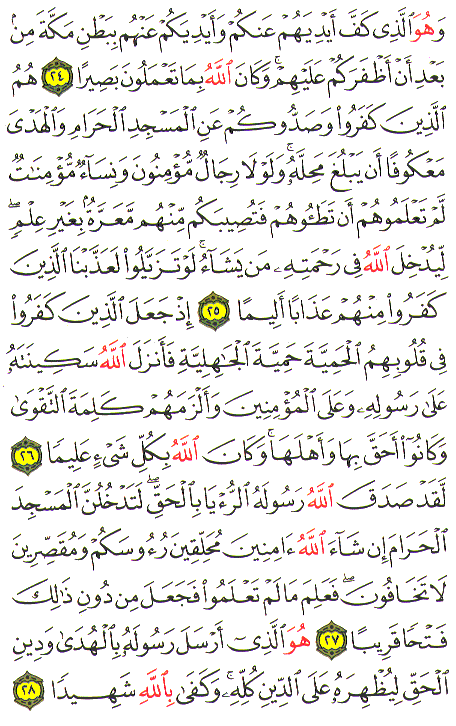 وَهُوَ ٱلَّذِى كَفَّ أَيْدِيَهُمْ عَنكُمْ وَأَيْدِيَكُمْ عَنْهُم بِبَطْنِ مَكَّةَ مِنۢ
بَعْدِ أَنْ أَظْفَرَكُمْ عَلَيْهِمْ ۚ وَكَانَ ٱللَّهُ بِمَا تَعْمَلُونَ بَصِيرًا ٢٤ هُمُ
ٱلَّذِينَ كَفَرُوا۟ وَصَدُّوكُمْ عَنِ ٱلْمَسْجِدِ ٱلْحَرَامِ وَٱلْهَدْىَ
مَعْكُوفًا أَن يَبْلُغَ مَحِلَّهُۥ ۚ وَلَوْلَا رِجَالٌ مُّؤْمِنُونَ وَنِسَآءٌ مُّؤْمِنَٰتٌ
لَّمْ تَعْلَمُوهُمْ أَن تَطَـُٔوهُمْ فَتُصِيبَكُم مِّنْهُم مَّعَرَّةٌۢ بِغَيْرِ عِلْمٍ ۖ
لِّيُدْخِلَ ٱللَّهُ فِى رَحْمَتِهِۦ مَن يَشَآءُ ۚ لَوْ تَزَيَّلُوا۟ لَعَذَّبْنَا ٱلَّذِينَ
كَفَرُوا۟ مِنْهُمْ عَذَابًا أَلِيمًا ٢٥ إِذْ جَعَلَ ٱلَّذِينَ كَفَرُوا۟
فِى قُلُوبِهِمُ ٱلْحَمِيَّةَ حَمِيَّةَ ٱلْجَٰهِلِيَّةِ فَأَنزَلَ ٱللَّهُ سَكِينَتَهُۥ
عَلَىٰ رَسُولِهِۦ وَعَلَى ٱلْمُؤْمِنِينَ وَأَلْزَمَهُمْ كَلِمَةَ ٱلتَّقْوَىٰ
وَكَانُوٓا۟ أَحَقَّ بِهَا وَأَهْلَهَا ۚ وَكَانَ ٱللَّهُ بِكُلِّ شَىْءٍ عَلِيمًا ٢٦
لَّقَدْ صَدَقَ ٱللَّهُ رَسُولَهُ ٱلرُّءْيَا بِٱلْحَقِّ ۖ لَتَدْخُلُنَّ ٱلْمَسْجِدَ
ٱلْحَرَامَ إِن شَآءَ ٱللَّهُ ءَامِنِينَ مُحَلِّقِينَ رُءُوسَكُمْ وَمُقَصِّرِينَ
لَا تَخَافُونَ ۖ فَعَلِمَ مَا لَمْ تَعْلَمُوا۟ فَجَعَلَ مِن دُونِ ذَٰلِكَ
فَتْحًا قَرِيبًا ٢٧ هُوَ ٱلَّذِىٓ أَرْسَلَ رَسُولَهُۥ بِٱلْهُدَىٰ وَدِينِ
ٱلْحَقِّ لِيُظْهِرَهُۥ عَلَى ٱلدِّينِ كُلِّهِۦ ۚ وَكَفَىٰ بِٱللَّهِ شَهِيدًا ٢٨